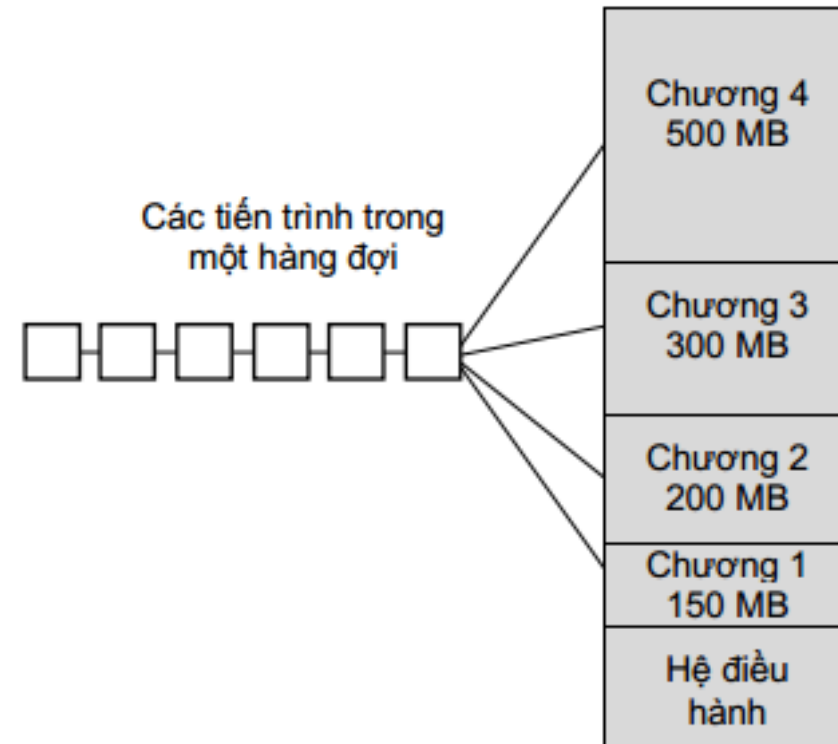 Các tiến trình trong
một hàng đợi
Chương 4
500 MB
Chương 3
300 MB
Chương 2
200 MB
Chương 1
150 MB
Hệ điều
hành